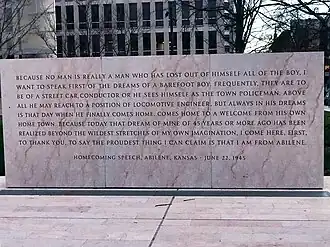 BECAUSE NO MAN IS REALLY A MAN WHO HAS LOST OUT OF HIMSELF ALL OF THE BOY, I
WANT TO SPEAK FIRST OF THE DREAMS OF A BAREFOOT BOY. FREQUENTLY, THEY ARE TO
BE OF A STREET CAR CONDUCTOR OR HE SEES HIMSELF AS THE TOWN POLICEMAN, ABOVE
ALL HE MAY REACH TO A POSITION OF LOCOMOTIVE ENGINEER, BUT ALWAYS IN HIS DREAMS
IS THAT DAY WHEN HE FINALLY COMES HOME. COMES HOME TO A WELCOME FROM HIS OWN
HOME TOWN. BECAUSE TODAY THAT DREAM OF MINE OF 45 YEARS OR MORE AGO HAS BEEN
REALIZED BEYOND THE WILDEST STRETCHES OF MY OWN IMAGINATION, I COME HERE, FIRST,
TO THANK YOU, TO SAY THE PROUDEST THING I CAN CLAIM IS THAT I AM FROM ABILENE.
HOMECOMING SPEECH, ABILENE, KANSAS - JUNE 22, 1945